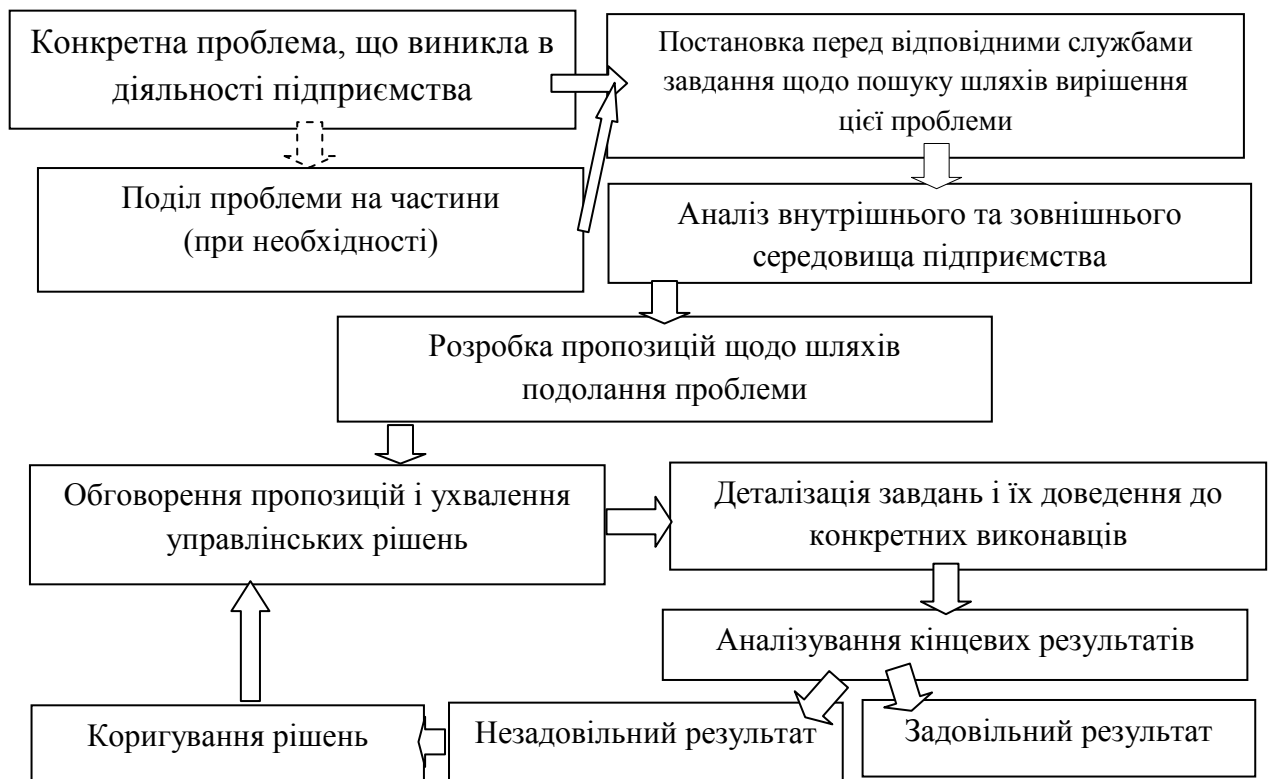 Конкретна проблема, що виникла в
діяльності підприємства
Постановка перед відповідними службами
завдання щодо пошуку шляхів вирішення
цієї проблеми
Поділ проблеми на частини
(при необхідності)
Аналіз внутрішнього та зовнішнього
середовища підприємства
Розробка пропозицій щодо шляхів
подолання проблеми
Обговорення пропозицій і ухвалення
управлінських рішень
Деталізація завдань і їх доведення до
конкретних виконавців
Аналізування кінцевих результатів
Коригування рішень
Незадовільний результат
Задовільний результат